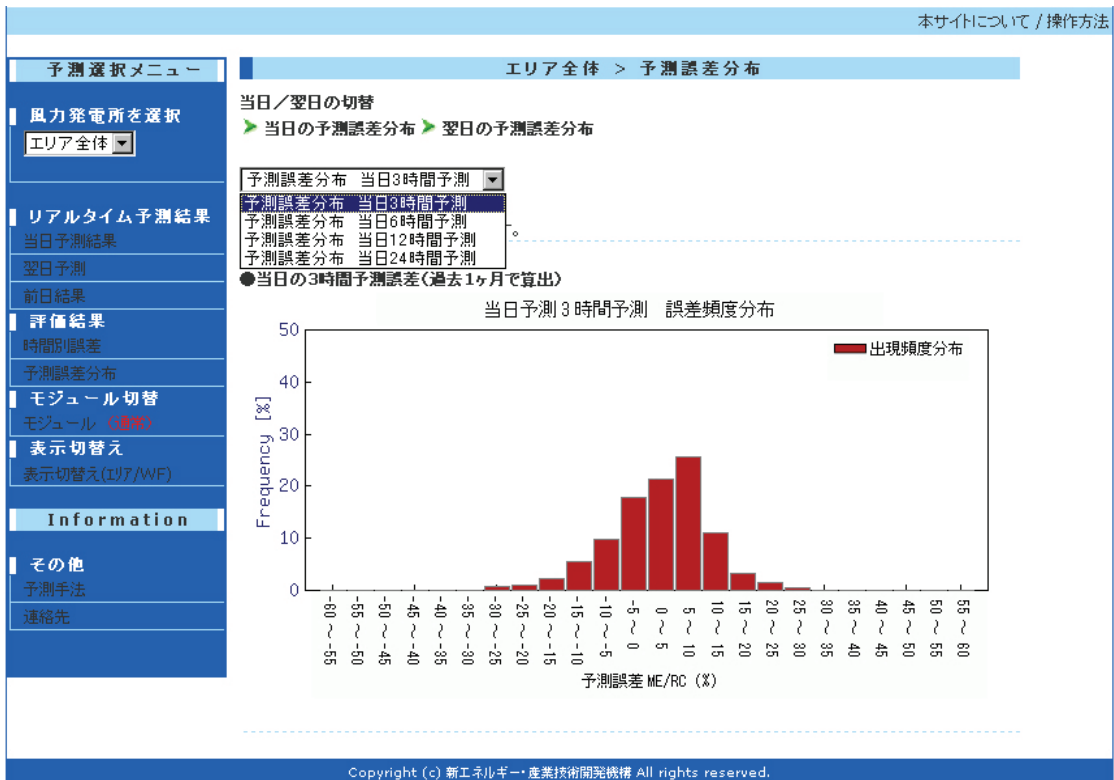 本サイトについて / 操作方法
予測選択メニュー
風力発電所を選択
エリア全体
リアルタイム予測結果
当日予測結果
翌日予測
前日結果
評価結果
時間別誤差
予測誤差分布
モジュール切替
モジュール (通常)
表示切替え
表示切替え(ｴﾘｱ/WF)
Information
その他
予測手法
連絡先
エリア全体 > 予測誤差分布
当日／翌日の切替
当日の予測誤差分布 翌日の予測誤差分布
予測誤差分布 当日3時間予測
予測誤差分布 当日3時間予測
予測誤差分布 当日6時間予測
予測誤差分布 当日12時間予測
予測誤差分布 当日24時間予測
。
●当日の3時間予測誤差(過去1ヶ月で算出)
当日予測３時間予測 誤差頻度分布
出現頻度分布
Frequency [%]
50
40
30
20
10
0
-60 ～ -55
-55 ～ -50
-50 ～ -45
-45 ～ -40
-40 ～ -35
-35 ～ -30
-30 ～ -25
-25 ～ -20
-20 ～ -15
-15 ～ -10
-10 ～ -5
-5 ～ 0
0 ～ 5
5 ～ 10
10 ～ 15
15 ～ 20
20 ～ 25
25 ～ 30
30 ～ 35
35 ～ 40
40 ～ 45
45 ～ 50
50 ～ 55
55 ～ 60
予測誤差 ME/RC (%)
Copyright (c) 新エネルギー・産業技術開発機構 All rights reserved.